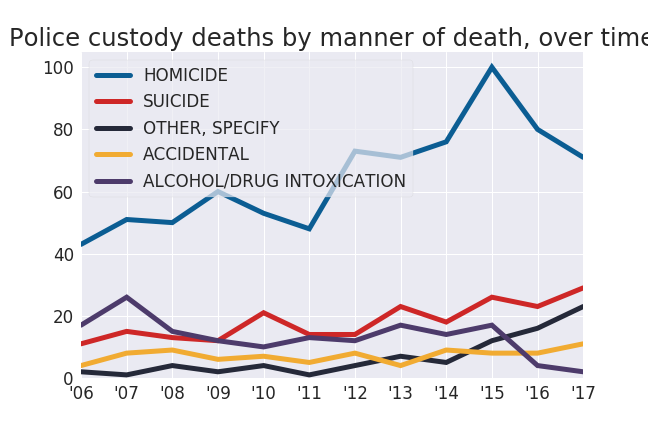 Police custody deaths by manner of death, over time
100
80
60
40
20
0
HOMICIDE
SUICIDE
OTHER, SPECIFY
ACCIDENTAL
ALCOHOL/DRUG INTOXICATION
'06 '07 '08 '09 '10 '11 '12 '13 '14 '15 '16 '17